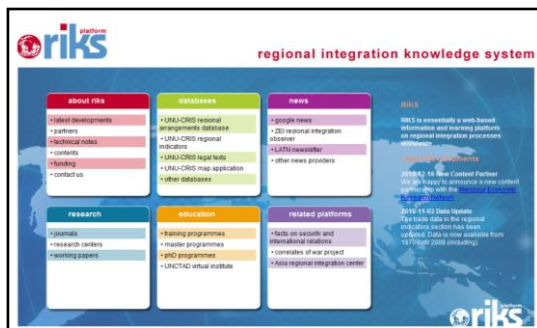 platform
riks
regional integration knowledge system
about riks
• latest developments
• partners
• technical notes
• contents
• funding
• contact us
databases
• UNU-CRIS regional
arrangements database
• UNU-CRIS regional
indicators
• UNU-CRIS legal texts
• UNU-CRIS map application
• other databases
news
• google news
• ZEI regional integration
observer
• LATN newsletter
• other news providers
RIKS
RIKS is essentially a web-based
information and learning platform
on regional integration processes
worldwide.
2010-12-16 New Content Partner
We are happy to announce a new content
partnership with the Mercosur Economic
Research Network
2010-11-02 Data Update
The trade data in the regional
indicators section has been
updated. Data is now available from
1970 until 2008 (including).
research
• journals
• research centers
• working papers
education
• training programmes
• master programmes
• phD programmes
• UNCTAD virtual institute
related platforms
• facts on security and
international relations
• correlates of war project
• Asia regional integration center
riks